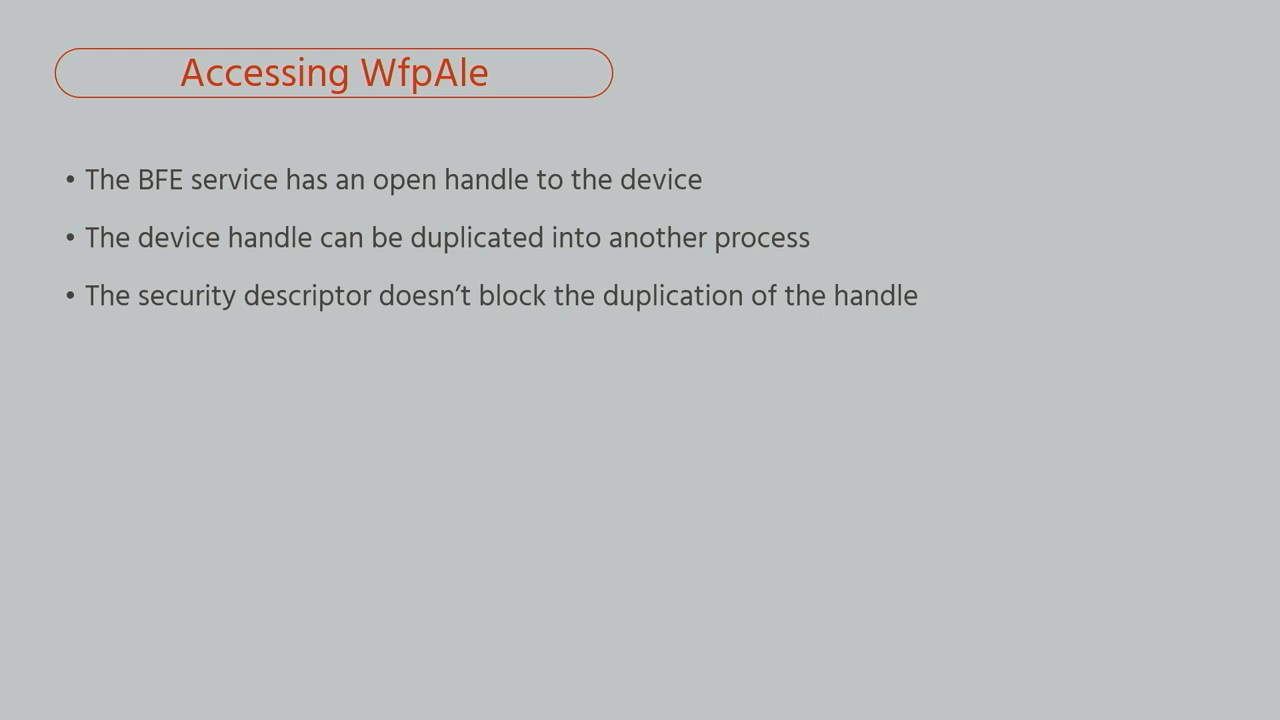 Accessing WfpAle
• The BFE service has an open handle to the device
• The device handle can be duplicated into another process
• The security descriptor doesn’t block the duplication of the handle